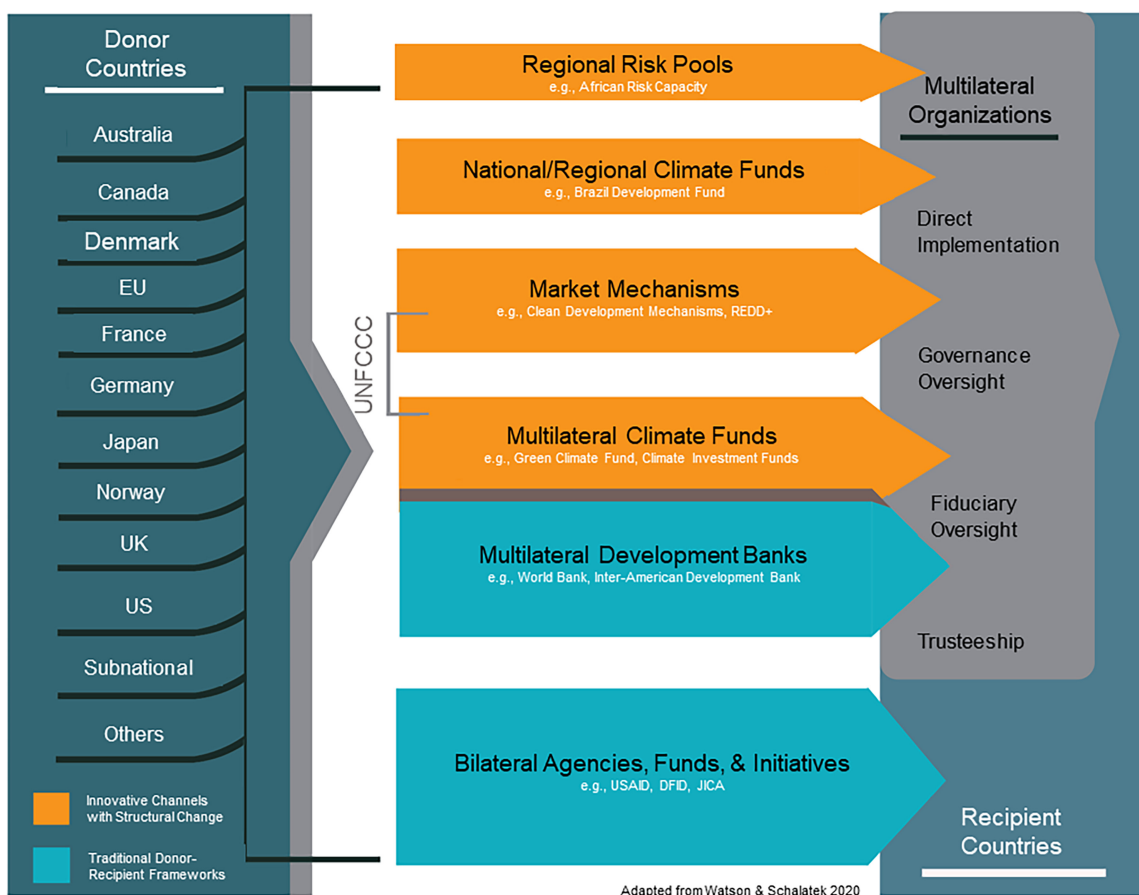 Donor
Countries
Australia
Canada
Denmark
EU
France
Germany
Japan
Norway
UK
US
Subnational
Others
Innovative Channels
with Structural Change
Traditional Donor-
Recipient Frameworks
UNFCCC
Regional Risk Pools
e.g., African Risk Capacity
National/Regional Climate Funds
e.g., Brazil Development Fund
Market Mechanisms
e.g., Clean Development Mechanisms, REDD+
Multilateral Climate Funds
e.g., Green Climate Fund, Climate Investment Funds
Multilateral Development Banks
e.g., World Bank, Inter-American Development Bank
Bilateral Agencies, Funds, & Initiatives
e.g., USAID, DFID, JICA
Multilateral
Organizations
Direct
Implementation
Governance
Oversight
Fiduciary
Oversight
Trusteeship
Recipient
Countries
Adapted from Watson & Schalatek 2020